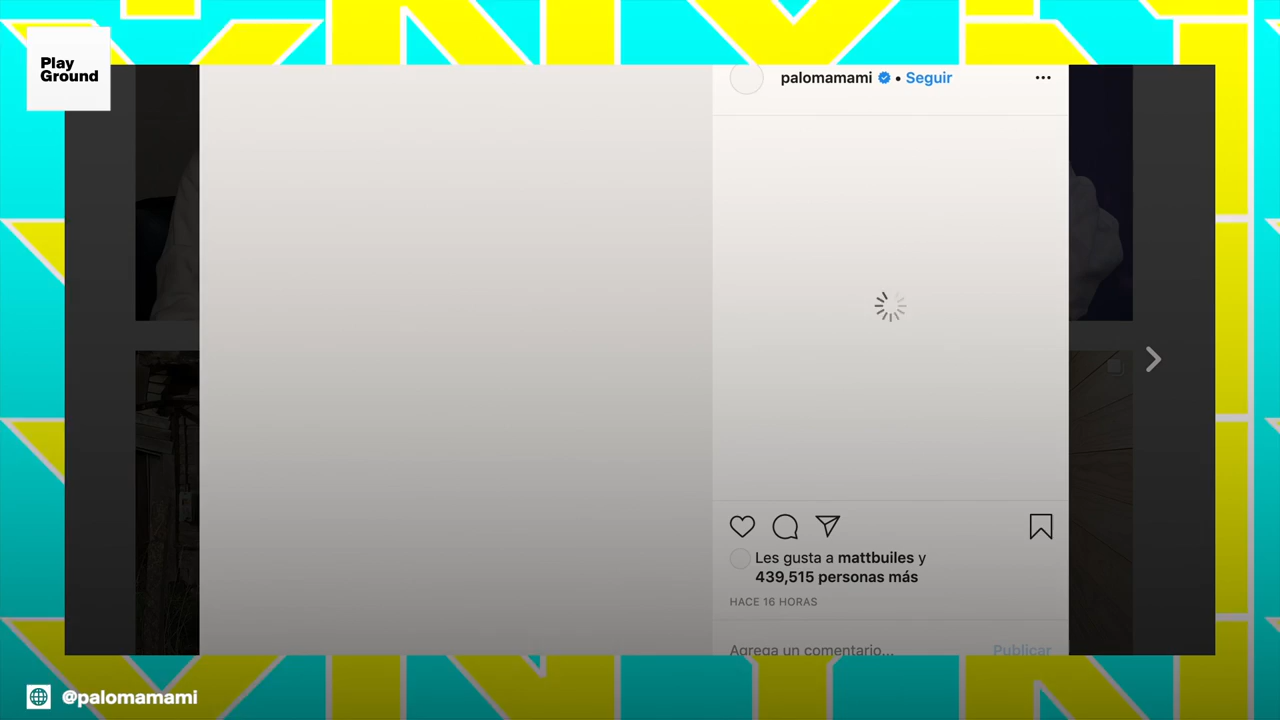 Play
Ground
palomamami • Seguir
Les gusta a mattbuiles y
439,515 personas más
HACE 16 HORAS
Agrega un comentario... Publicar
@palomamami